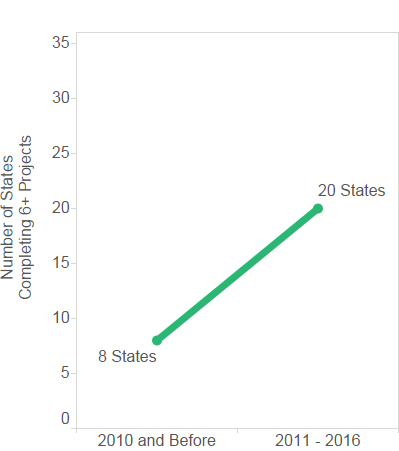 35
30
25
20
15
10
5
0
Number of States
Completing 6+ Projects
20 States
8 States
2010 and Before
2011 - 2016